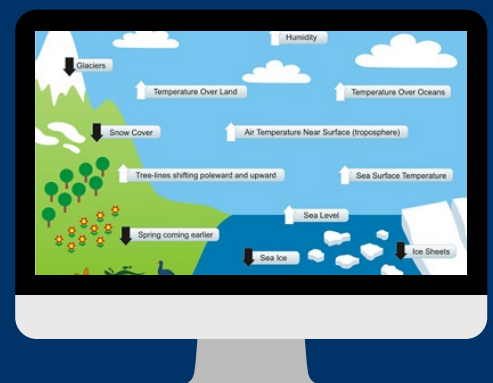 Humidity
Glaciers
Temperature Over Land
Temperature Over Oceans
Snow Cover
Air Temperature Near Surface (troposphere)
Tree-lines shifting poleward and upward
Sea Surface Temperature
Sea Level
Spring coming earlier
Sea Ice
Ice Sheets